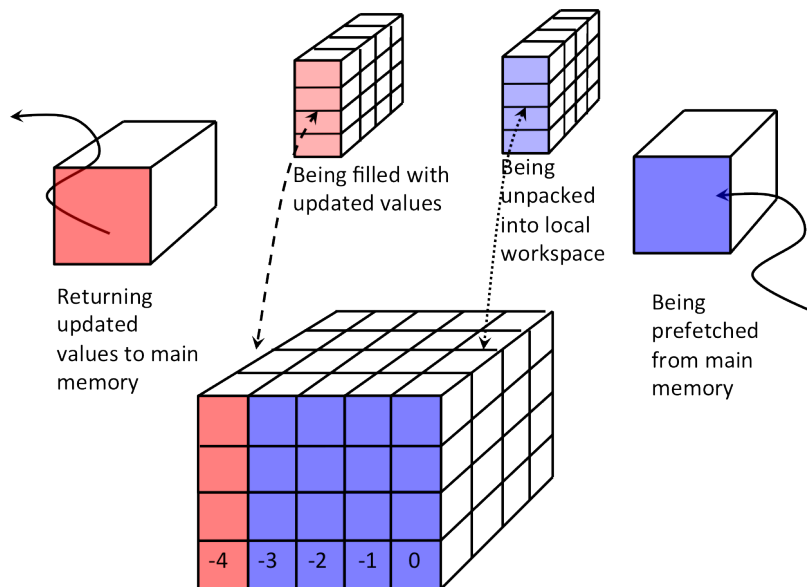 Being filled with
updated values
Being
unpacked
into local
workspace
Returning
updated
values to main
memory
Being
prefetched
from main
memory
-4 -3 -2 -1 0